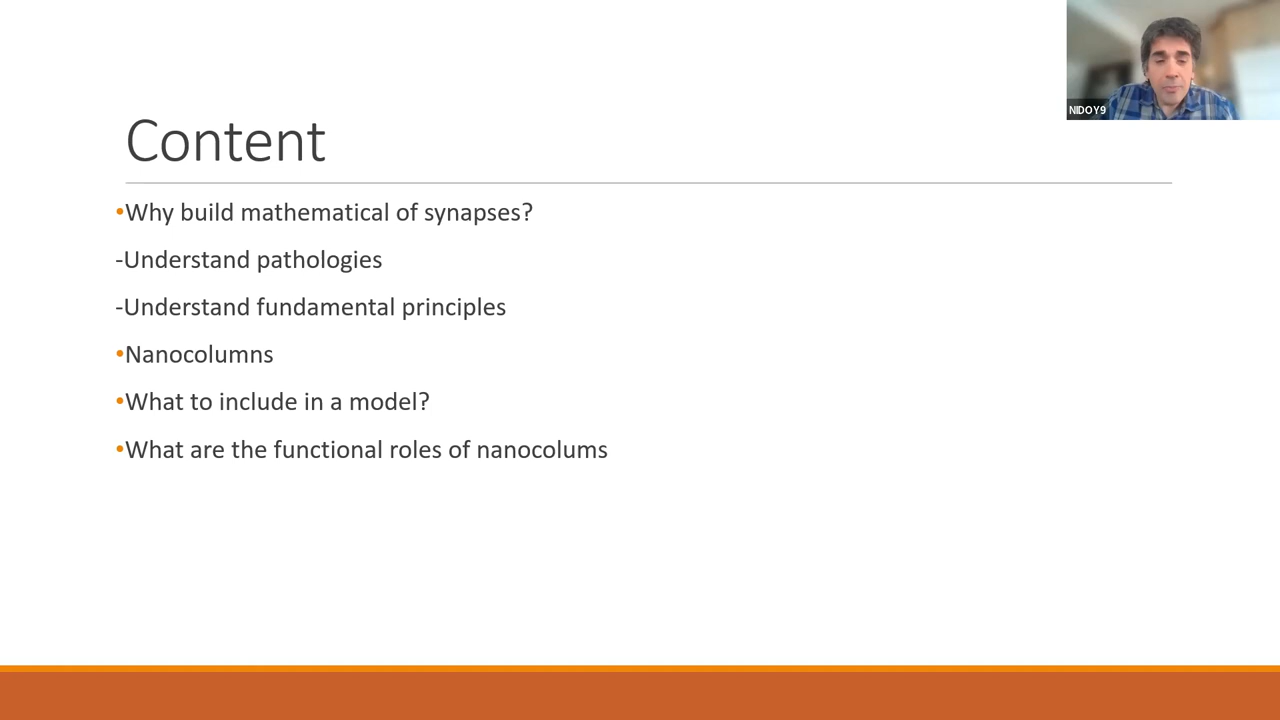 NIDOY9
Content
•Why build mathematical of synapses?
-Understand pathologies
-Understand fundamental principles
•Nanocolumns
•What to include in a model?
•What are the functional roles of nanocolums